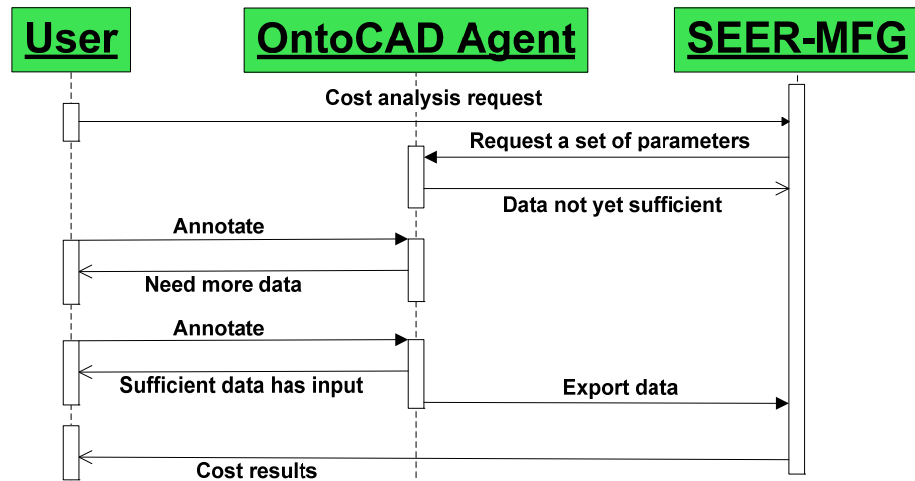 User
OntoCAD Agent
SEER-MFG
Cost analysis request
Request a set of parameters
Data not yet sufficient
Annotate
Need more data
Annotate
Sufficient data has input
Export data
Cost results